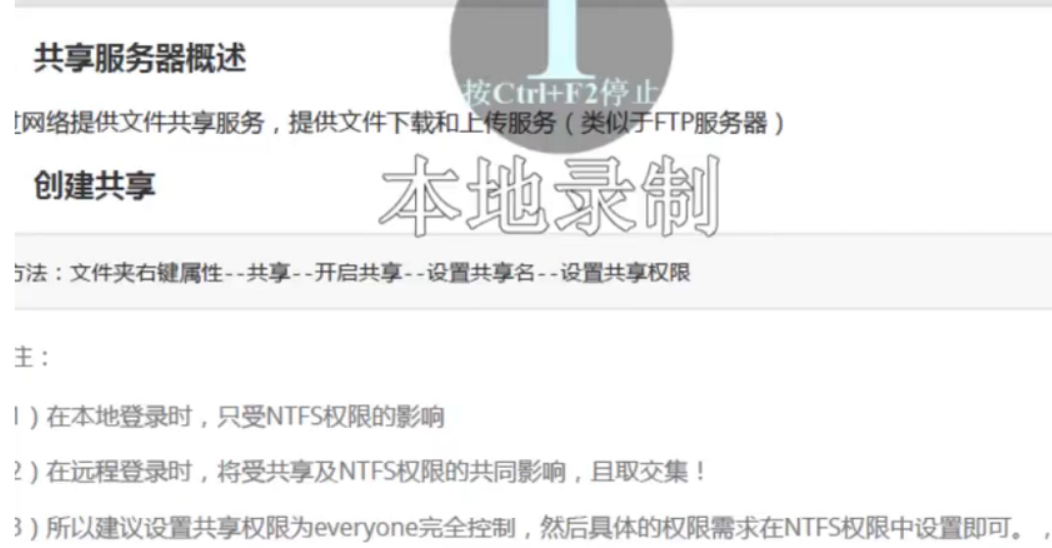 共享服务器概述
按Ctrl+F2停止
网络提供文件共享服务，提供文件下载和上传服务（类似于FTP服务器）
创建共享
本地录制
方法：文件夹右键属性--共享--开启共享--设置共享名--设置共享权限
注：
1）在本地登录时，只受NTFS权限的影响
2）在远程登录时，将受共享及NTFS权限的共同影响，且取交集！
3）所以建议设置共享权限为everyone完全控制，然后具体的权限需求在NTFS权限中设置即可。，